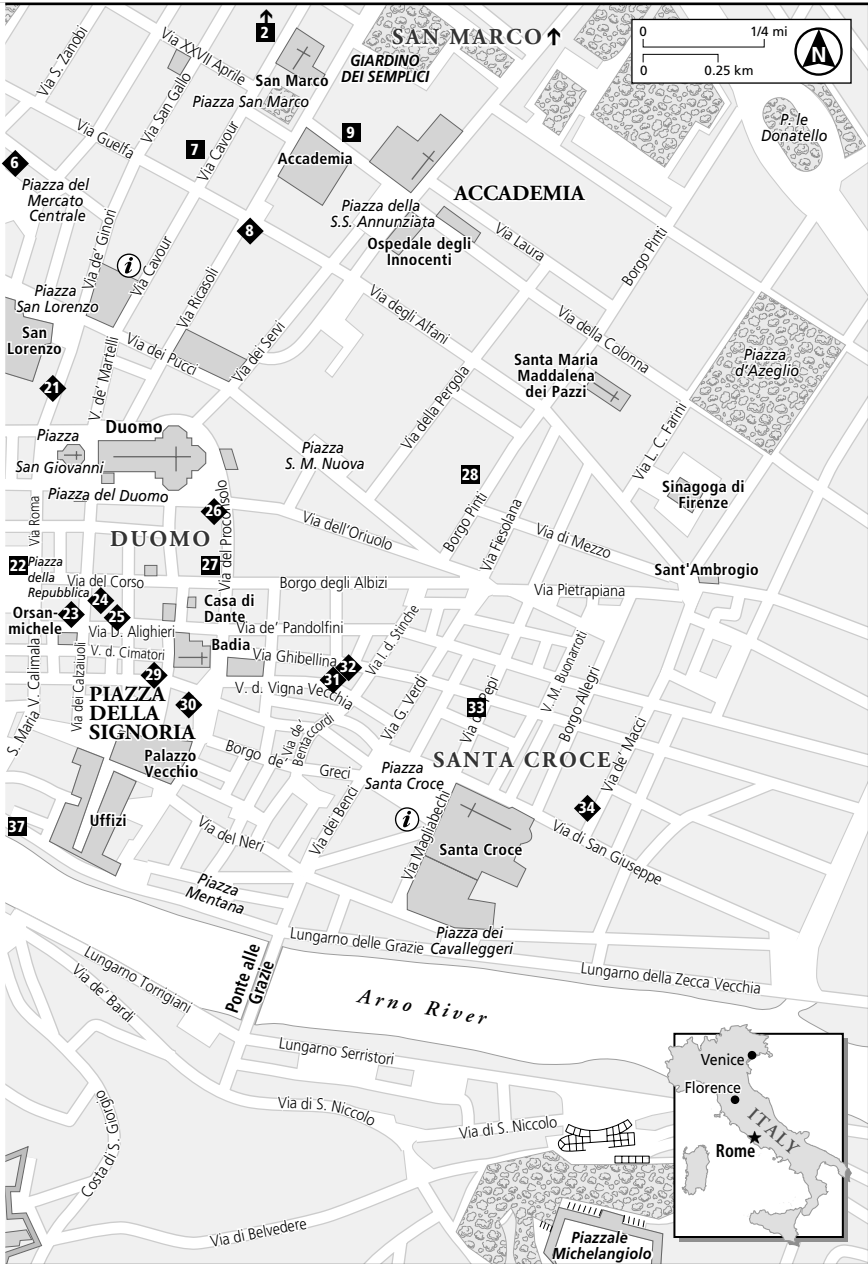 2
SAN MARCO
0 1/4 mi
0 0.25 km
N
Via S. Zanobi
Via XXVII Aprile
San Marco
GIARDINO
DEI SEMPLICI
Via San Gallo
Piazza San Marco
P. le
Donatello
Via Guelfa
7
Via Cavour
9
Accademia
6
Piazza del
Mercato
Centrale
ACCADEMIA
Piazza della
S.S. Annunziata
8
Ospedale degli
Innocenti
Via Laura
Borgo Pinti
Via de' Ginori
i
Via Cavour
Via Ricasoli
Piazza
San Lorenzo
San
Lorenzo
Via dei Pucci
Via dei Servi
Via degli Alfani
Via della Colonna
Piazza
d'Azeglio
Santa Maria
Maddalena
dei Pazzi
V. de' Martelli
21
Via della Pergola
Via L. C. Farini
Duomo
Piazza
San Giovanni
Piazza
S. M. Nuova
28
Sinagoga di
Firenze
Piazza del Duomo
Via Roma
26
Via del Proconsolo
Via dell'Oriuolo
Borgo Pinti
Via Fiesolana
Via di Mezzo
DUOMO
22
Piazza
della
Repubblica
27
Sant'Ambrogio
Via del Corso
Borgo degli Albizi
Via Pietrapiana
24
23
25
Orsan-
michele
Casa di
Dante
Via D. Alighieri
Via de' Pandolfini
Via I. d. Stinche
Badia
V. d. Cimatori
Via Ghibellina
32
31
29
V. d. Vigna Vecchia
30
V. Calimala
S. Maria
Via dei Calzaiuoli
PIAZZA
DELLA
SIGNORIA
Via G. Verdi
33
Via d Pepi
V. M. Buonarroti
Borgo Allegri
Via de' Macci
Palazzo
Vecchio
Borgo de'
Greci
Via de'
Bentaccordi
Piazza
Santa Croce
SANTA CROCE
34
37
Uffizi
Via del Neri
Via dei Benci
i
Via Magliabechi
Santa Croce
Via di San Giuseppe
Piazza
Mentana
Piazza dei
Cavalleggeri
Lungarno delle Grazie
Lungarno della Zecca Vecchia
Ponte alle
Grazie
Arno River
Lungarno Torrigiani
Via de' Bardi
Lungarno Serristori
Via di S. Niccolo
Via di S. Niccolo
Costa di S. Giorgio
Via di Belvedere
Piazzale
Michelangiolo
Venice
Florence
ITALY
Rome